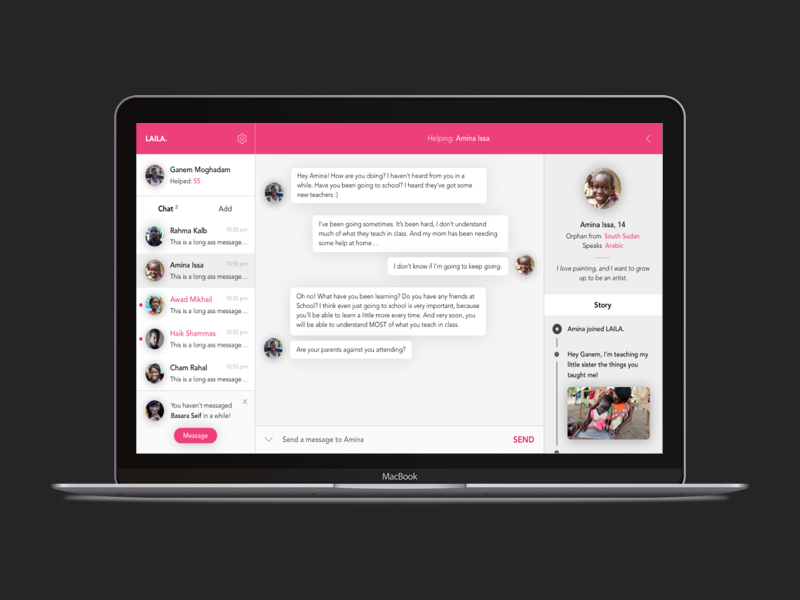 LAILA.
Helping: Amina Issa
Ganem Moghadam
Helped: 55
Chat 2
Add
Rahma Kalb
10:55 pm
This is a long ass message...
Amina Issa
10:55 pm
This is a long ass message...
Awad Mikhail
10:55 pm
This is a long ass message...
Haik Shammas
10:55 pm
This is a long ass message...
Cham Rahal
10:55 pm
This is a long ass message...
You haven't messaged
Basara Seif in a while!
Message
Hey Amina! How are you doing? I haven't heard from you in a
while. Have you been going to school? I heard they've got some
new teachers :)
I've been going sometimes. It's been hard, I don't understand
much of what they teach in class. And my mom has been needing
some help at home...
I don't know if I'm going to keep going.
Oh no! What have you been learning? Do you have any friends at
School? I think even just going to school is very important, because
you'll be able to learn a little more every time. And very soon, you
will be able to understand MOST of what you teach in class.
Are your parents against you attending?
Send a message to Amina
SEND
Amina Issa, 14
Orphan from South Sudan
Speaks Arabic
I love painting, and I want to grow
up to be an artist.
Story
Amina joined LAILA.
Hey Ganem, I'm teaching my
little sister the things you
taught me!
MacBook